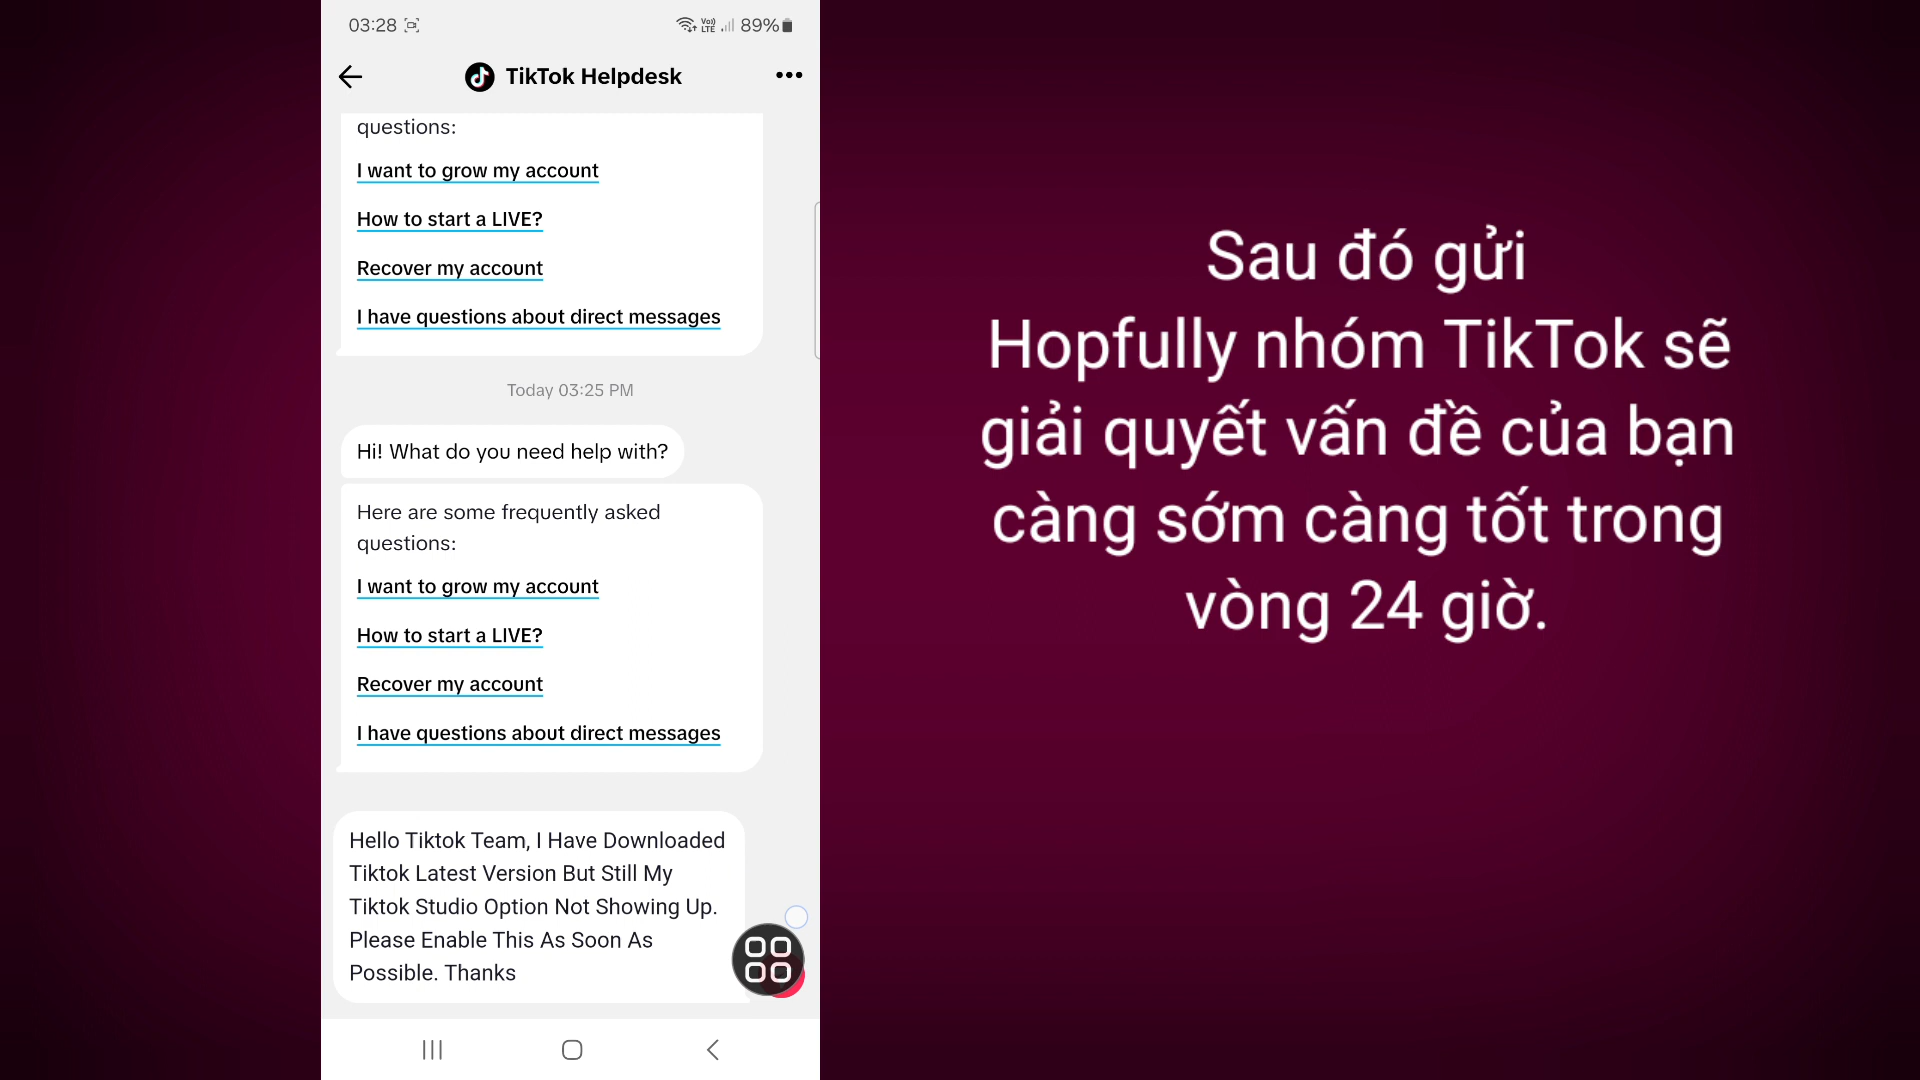 03:28
Vo))
LTE
89%
TikTok Helpdesk
questions:
I want to grow my account
How to start a LIVE?
Recover my account
I have questions about direct messages
Today 03:25 PM
Hi! What do you need help with?
Here are some frequently asked
questions:
I want to grow my account
How to start a LIVE?
Recover my account
I have questions about direct messages
Hello Tiktok Team, I Have Downloaded
Tiktok Latest Version But Still My
Tiktok Studio Option Not Showing Up.
Please Enable This As Soon As
Possible. Thanks
Sau đó gửi
Hopfully nhóm TikTok sẽ
giải quyết vấn đề của bạn
càng sớm càng tốt trong
vòng 24 giờ.